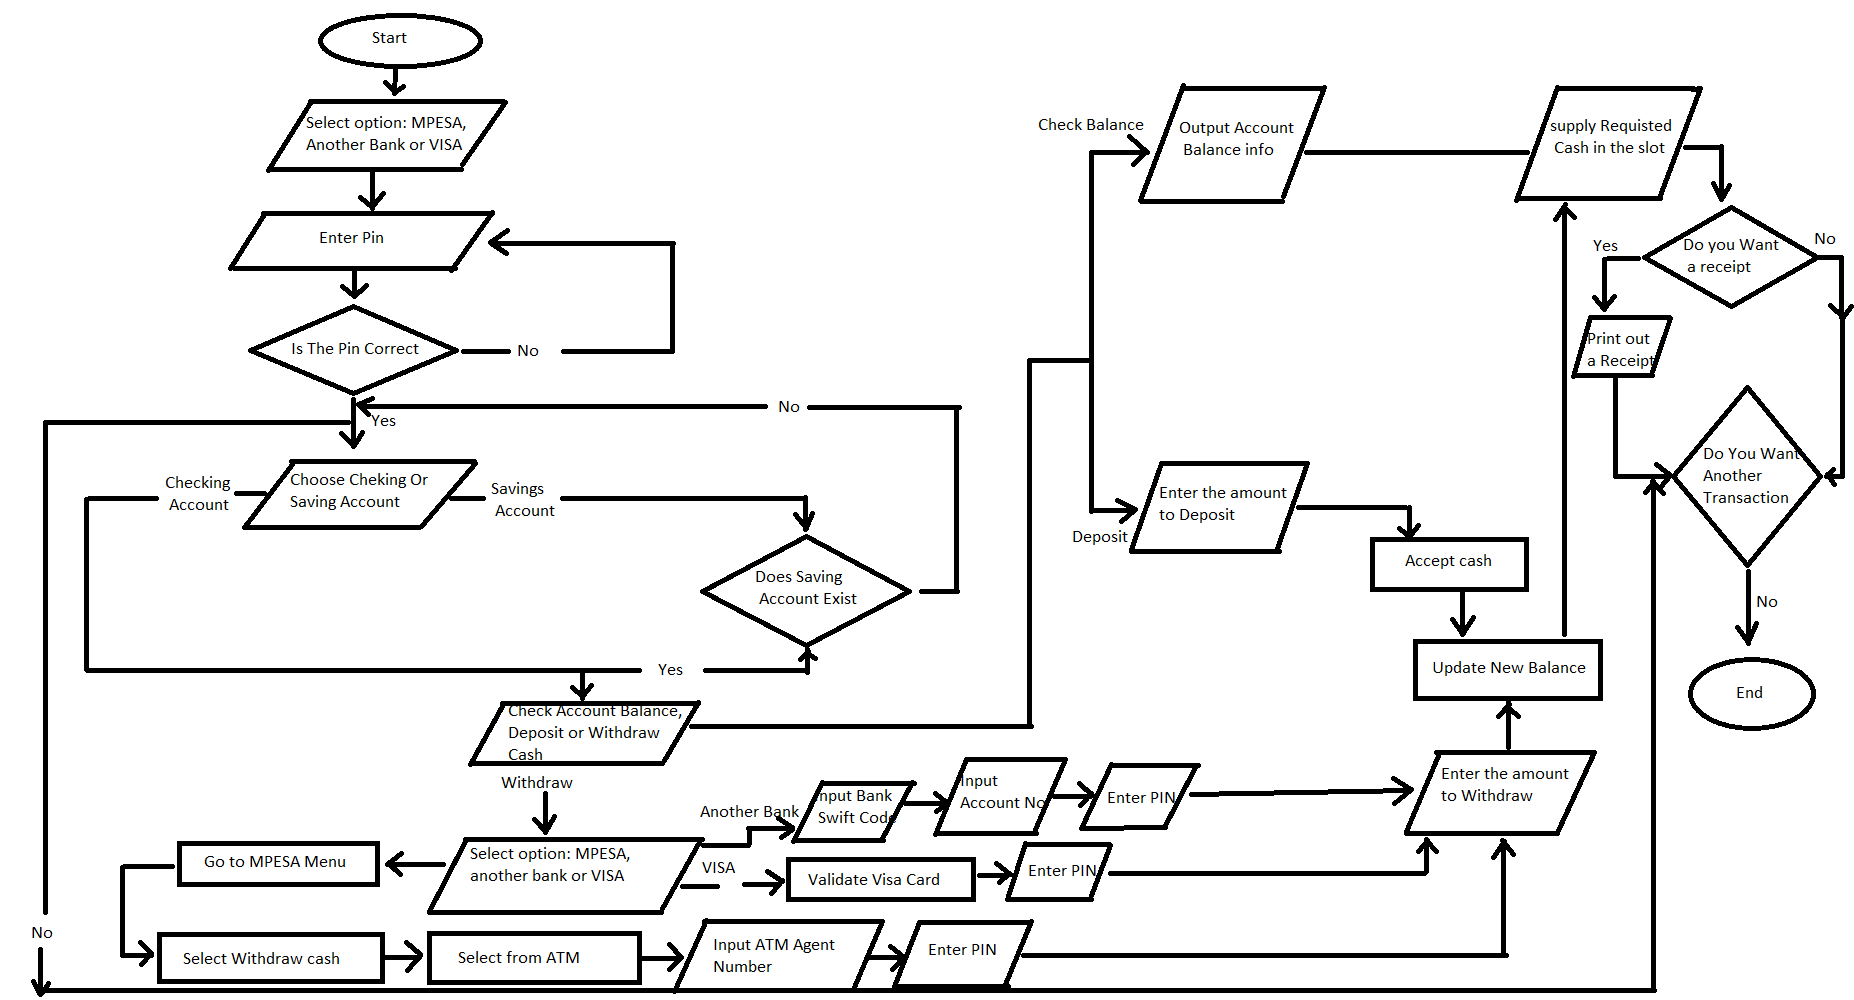 Start
Select option: MPESA,
Another Bank or VISA
Enter Pin
Is The Pin Correct
No
Yes
No
Choose Cheking Or
Saving Account
Checking
Account
Savings
Account
Does Saving
Account Exist
Yes
Check Account Balance,
Deposit or Withdraw
Cash
Withdraw
Select option: MPESA,
another bank or VISA
Go to MPESA Menu
Select Withdraw cash
Select from ATM
Input ATM Agent
Number
Enter PIN
VISA
Validate Visa Card
Enter PIN
Another Bank
nput Bank
Swift Code
Input
Account No
Enter PIN
Enter the amount
to Withdraw
Update New Balance
Check Balance
Output Account
Balance info
Deposit
Enter the amount
to Deposit
Accept cash
supply Requisted
Cash in the slot
Do you Want
a receipt
Yes
No
Print out
a Receipt
Do You Want
Another
Transaction
No
End
No